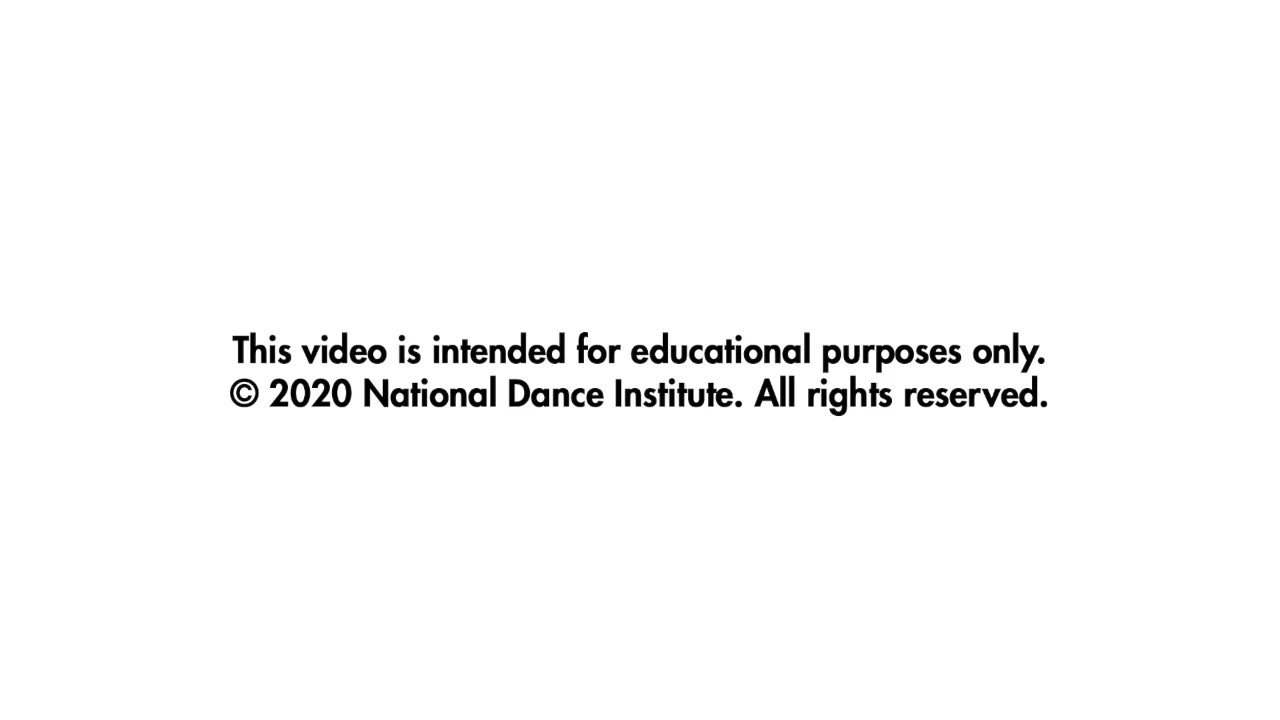 This video is intended for educational purposes only.
© 2020 National Dance Institute. All rights reserved.